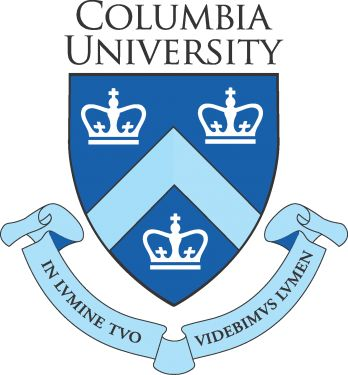 COLUMBIA
UNIVERSITY
IN LVMINE TVO
VIDEBIMVS LVMEN